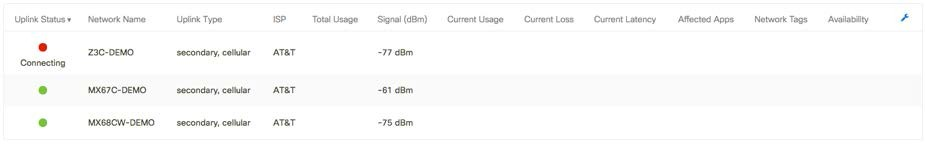 Uplink Status ▾ Network Name Uplink Type ISP Total Usage Signal (dBm) Current Usage Current Loss Current Latency Affected Apps Network Tags Availability
Connecting Z3C-DEMO secondary, cellular AT&T -77 dBm
MX67C-DEMO secondary, cellular AT&T -61 dBm
MX68CW-DEMO secondary, cellular AT&T -75 dBm